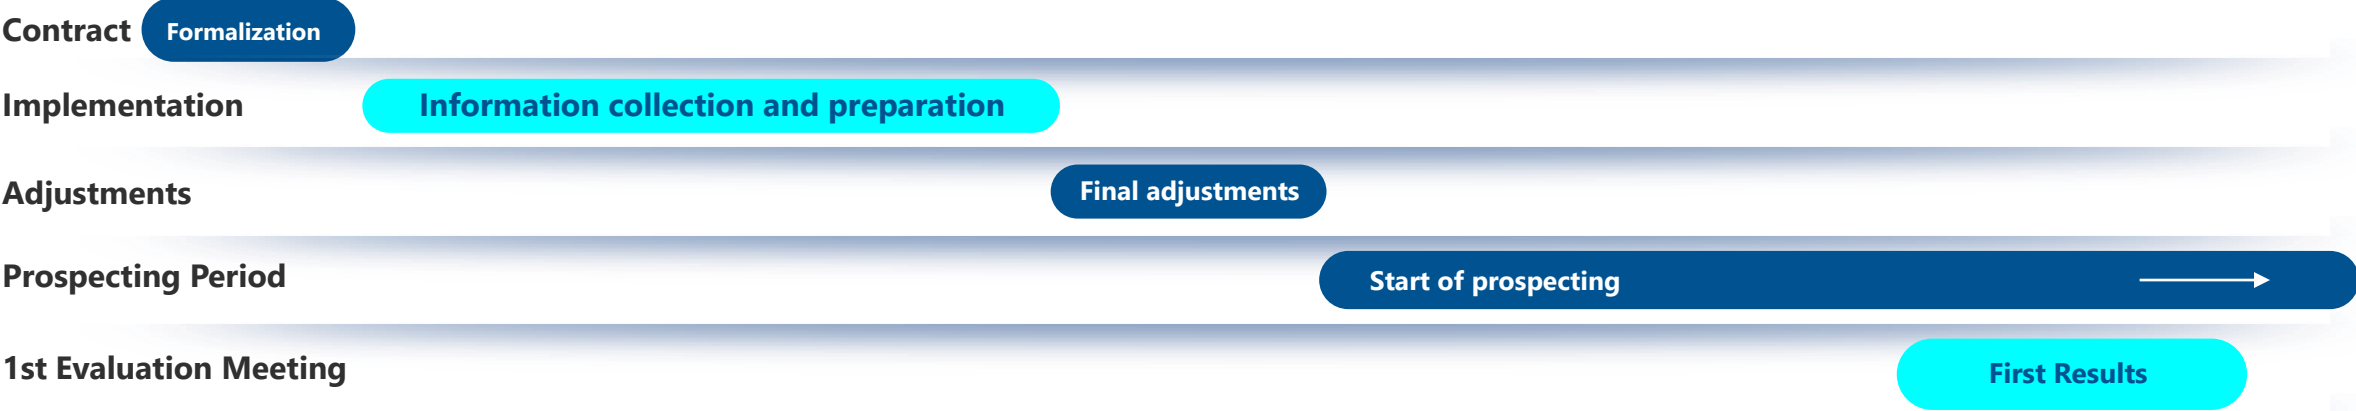 Contract
Formalization
Implementation
Information collection and preparation
Adjustments
Final adjustments
Prospecting Period
Start of prospecting
1st Evaluation Meeting
First Results